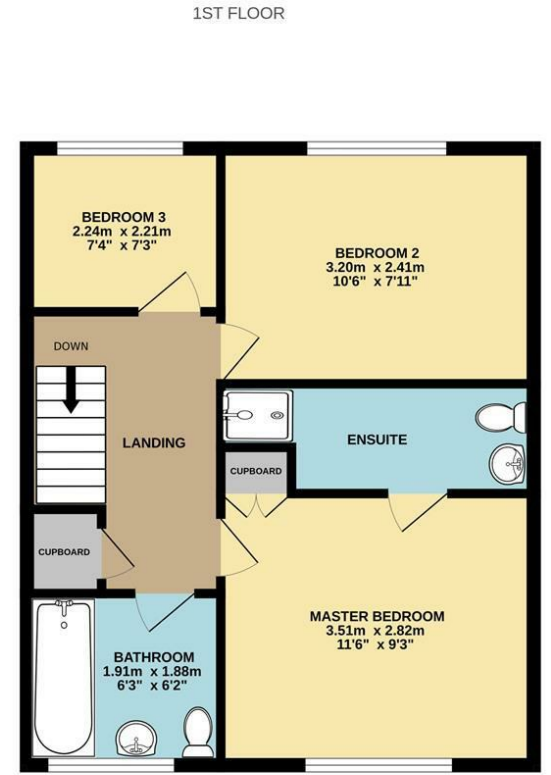 1ST FLOOR
BEDROOM 3
2.24m x 2.21m
7'4" x 7'3"
BEDROOM 2
3.20m x 2.41m
10'6" x 7'11"
DOWN
LANDING
ENSUITE
CUPBOARD
CUPBOARD
MASTER BEDROOM
3.51m x 2.82m
11'6" x 9'3"
BATHROOM
1.91m x 1.88m
6'3" x 6'2"